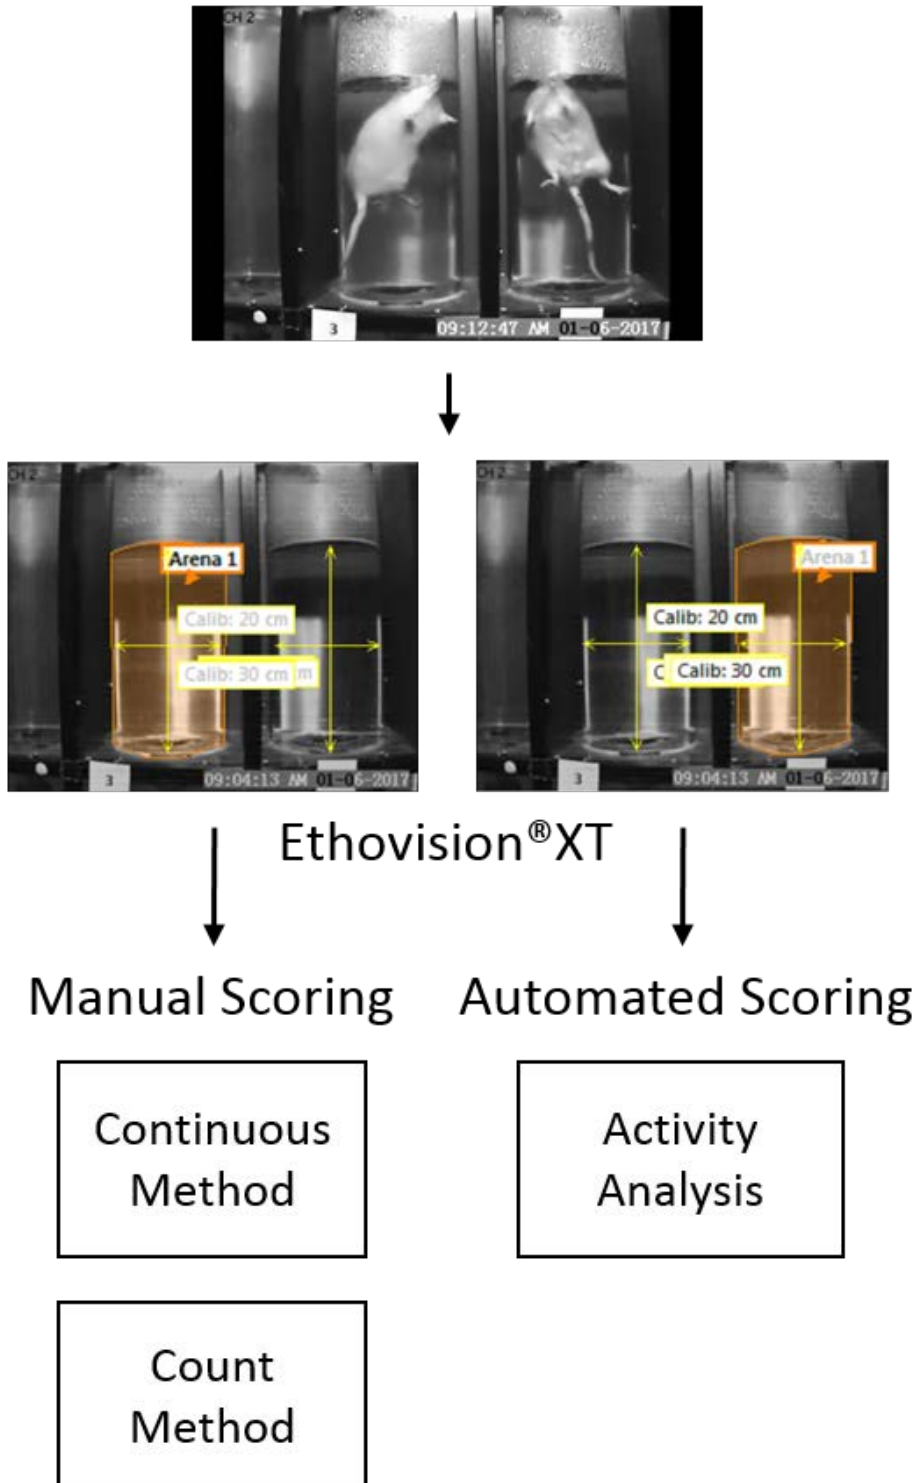 CH 2
3
09:12:47 AM 01-06-2017
CH 2
Arena 1
Calib: 20 cm
Calib: 30 cm
m
3
09:04:13 AM 01-06-2017
CH 2
Arena 1
Calib: 20 cm
C
Calib: 30 cm
3
09:04:13 AM 01-06-2017
Ethovision®XT
Manual Scoring
Automated Scoring
Continuous
Method
Activity
Analysis
Count
Method